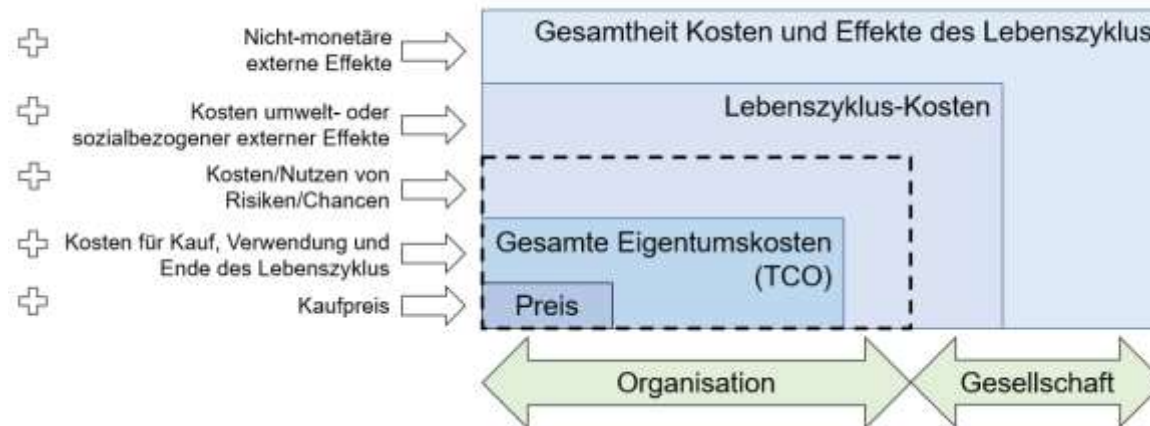 Gesamtheit Kosten und Effekte des Lebenszyklus
Nicht-monetäre
externe Effekte
Lebenszyklus-Kosten
Kosten umwelt- oder
sozialbezogener externer Effekte
Kosten/Nutzen von
Risiken/Chancen
Gesamte Eigentumskosten
(TCO)
Kosten für Kauf, Verwendung und
Ende des Lebenszyklus
Preis
Kaufpreis
Organisation
Gesellschaft